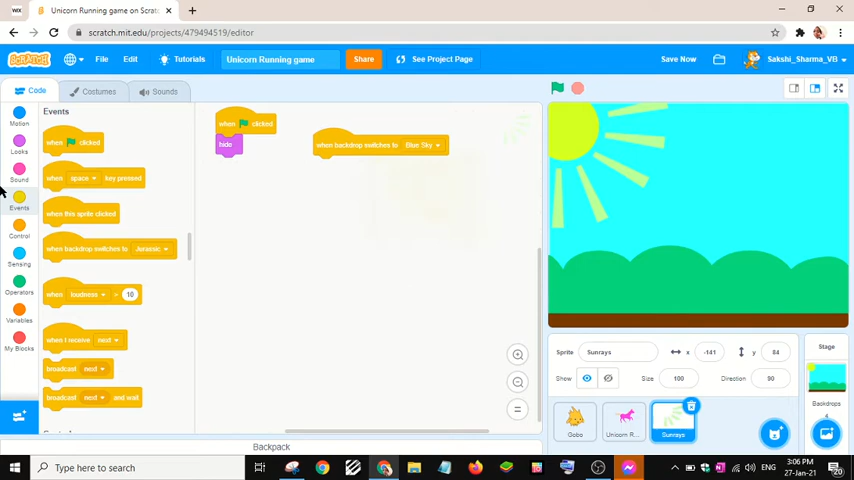 Unicorn Running game on Scratc
scratch.mit.edu/projects/479494519/editor
SCRATCH File Edit Tutorials Unicorn Running game Share See Project Page Save Now Sakshi_Sharma_VB
Code Costumes Sounds
Motion
Looks
Sound
Events
Control
Sensing
Operators
Variables
My Blocks
Events
when clicked
when space key pressed
when this sprite clicked
when backdrop switches to Jurassic
when loudness > 10
when I receive next
broadcast next
broadcast next and wait
when clicked
hide
when backdrop switches to Blue Sky
Sprite Sunrays x -141 y 84
Show Size 100 Direction 90
Gobo
Unicorn R...
Sunrays
Stage
Backdrops
4
Backpack
Type here to search
ENG
3:06 PM
27-Jan-21
20